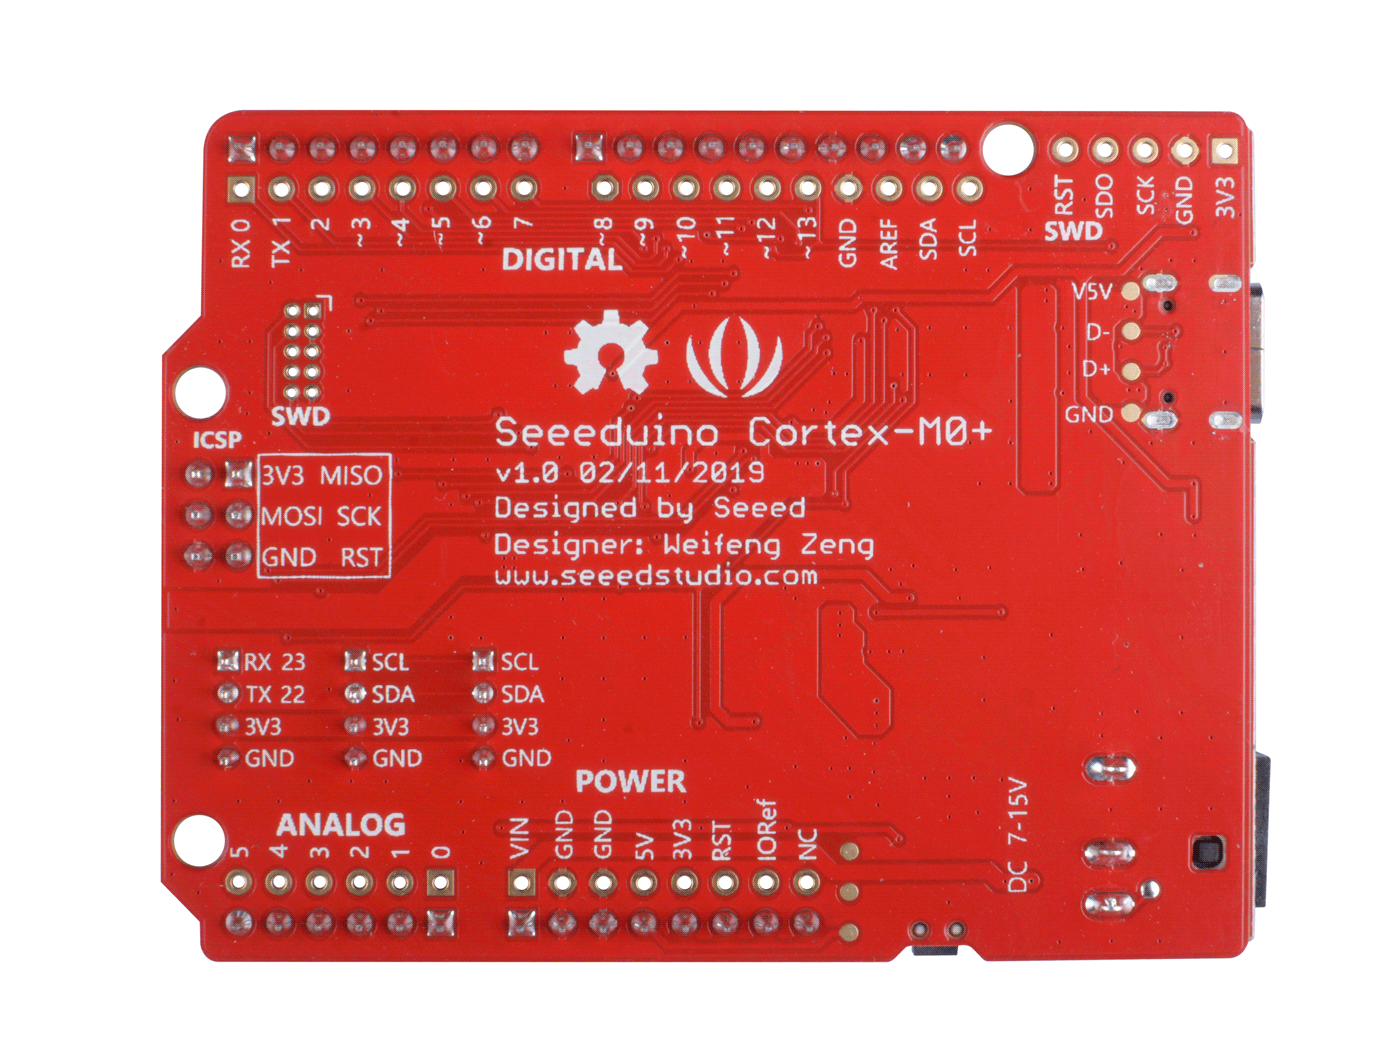 RX 0 TX 1 2 ~3 ~4 ~5 ~6 7 ~8 ~9 ~10 ~11 ~12 ~13 GND AREF SDA SCL
DIGITAL
RST SDO SCK GND 3V3
SWD
V5V
D-
D+
GND
SWD
ICSP
3V3 MISO
MOSI SCK
GND RST
Seeeduino Cortex-M0+
v1.0 02/11/2019
Designed by Seeed
Designer: Weifeng Zeng
www.seeedstudio.com
RX 23 SCL SCL
TX 22 SDA SDA
3V3 3V3 3V3
GND GND GND
POWER
ANALOG
5 4 3 2 1 0
VIN GND GND 5V 3V3 RST IORef NC
DC 7-15V